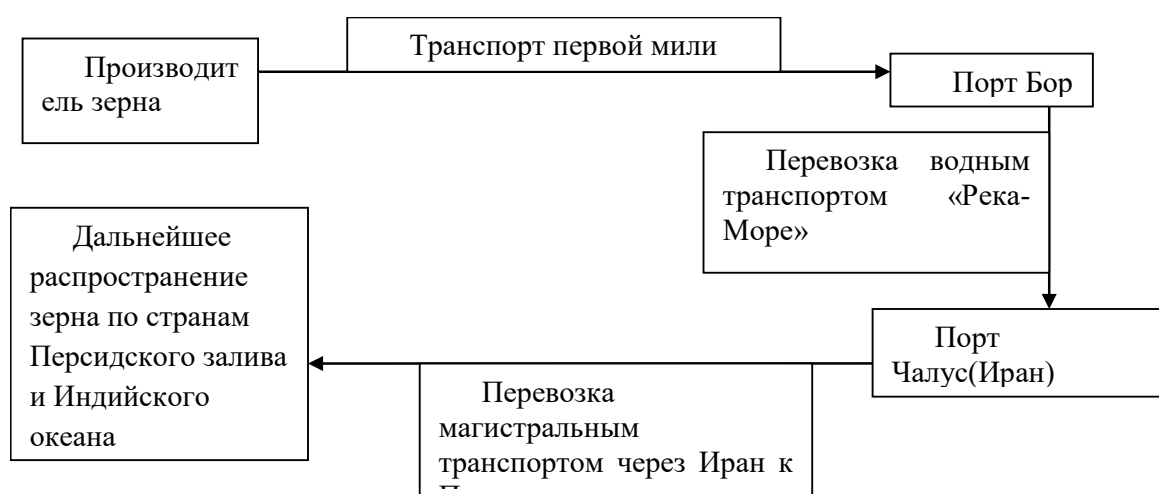 Транспорт первой мили
Производит
ель зерна
Порт Бор
Перевозка водным
транспортом «Река-
Море»
Дальнейшее
распространение
зерна по странам
Персидского залива
и Индийского
океана
Порт
Чалус(Иран)
Перевозка
магистральным
транспортом через Иран к